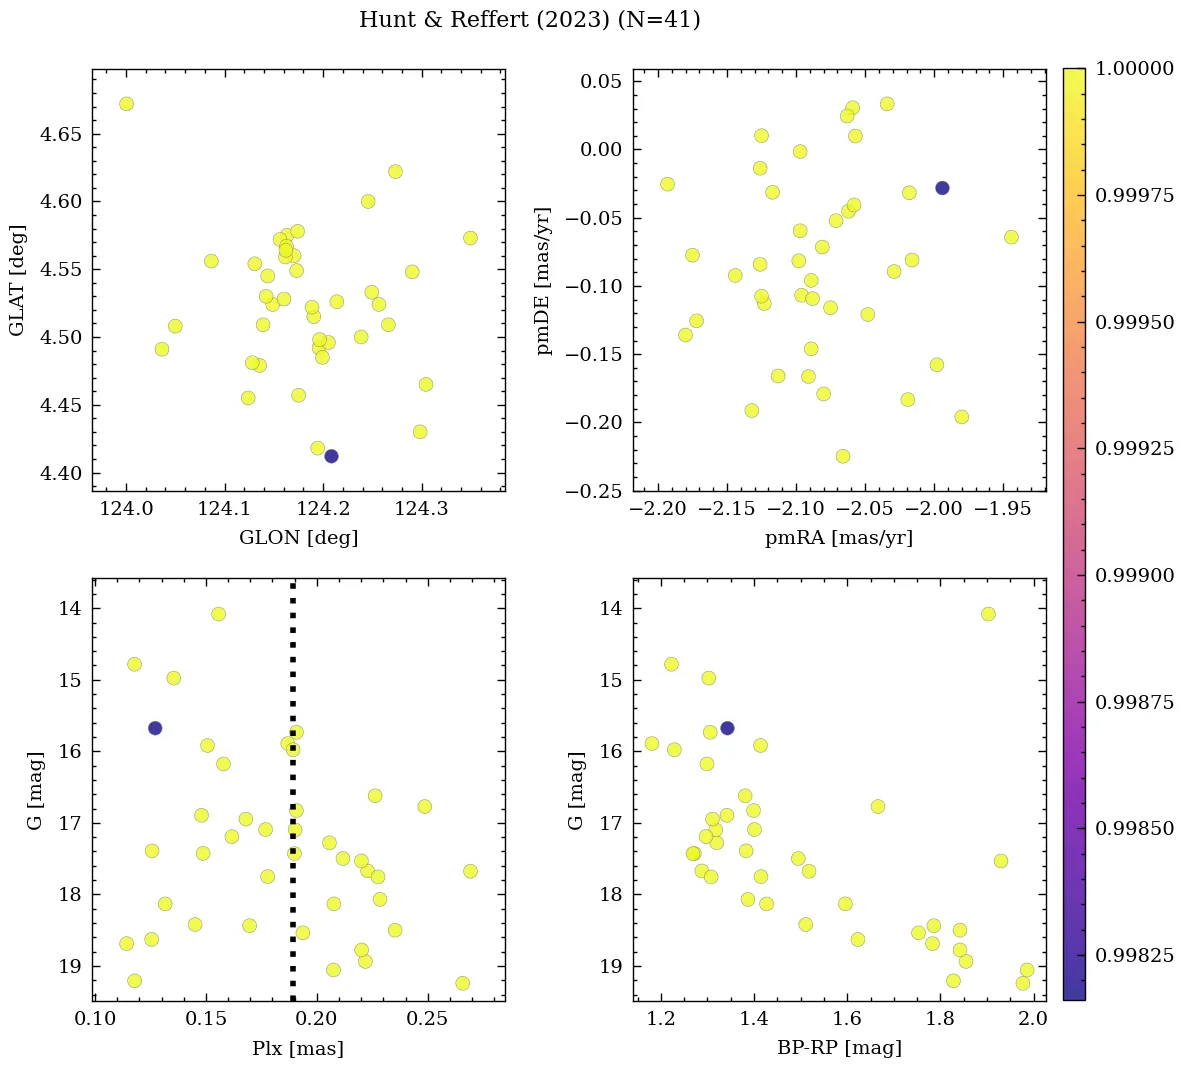 Hunt & Reffert (2023) (N=41)
4.65
4.60
4.55
4.50
4.45
4.40
GLAT [deg]
124.0 124.1 124.2 124.3
GLON [deg]
0.05
0.00
−0.05
−0.10
−0.15
−0.20
−0.25
pmDE [mas/yr]
−2.20 −2.15 −2.10 −2.05 −2.00 −1.95
pmRA [mas/yr]
14
15
16
17
18
19
G [mag]
0.10 0.15 0.20 0.25
Plx [mas]
14
15
16
17
18
19
G [mag]
1.2 1.4 1.6 1.8 2.0
BP-RP [mag]
1.00000
0.99975
0.99950
0.99925
0.99900
0.99875
0.99850
0.99825